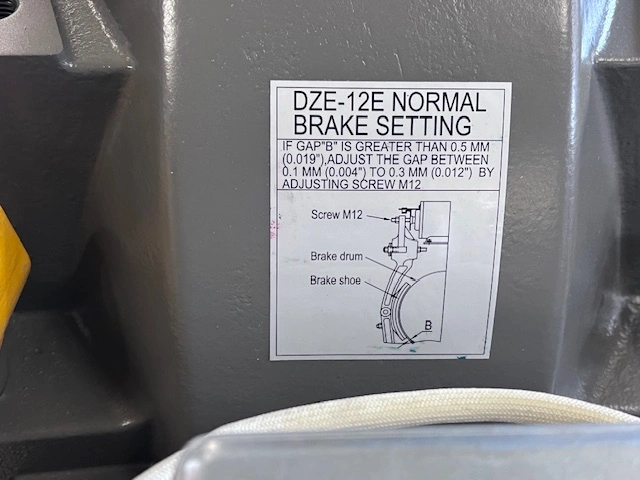 DZE-12E NORMAL
BRAKE SETTING
IF GAP"B" IS GREATER THAN 0.5 MM
(0.019"),ADJUST THE GAP BETWEEN
0.1 MM (0.004") TO 0.3 MM (0.012") BY
ADJUSTING SCREW M12
Screw M12
Brake drum
Brake shoe
B